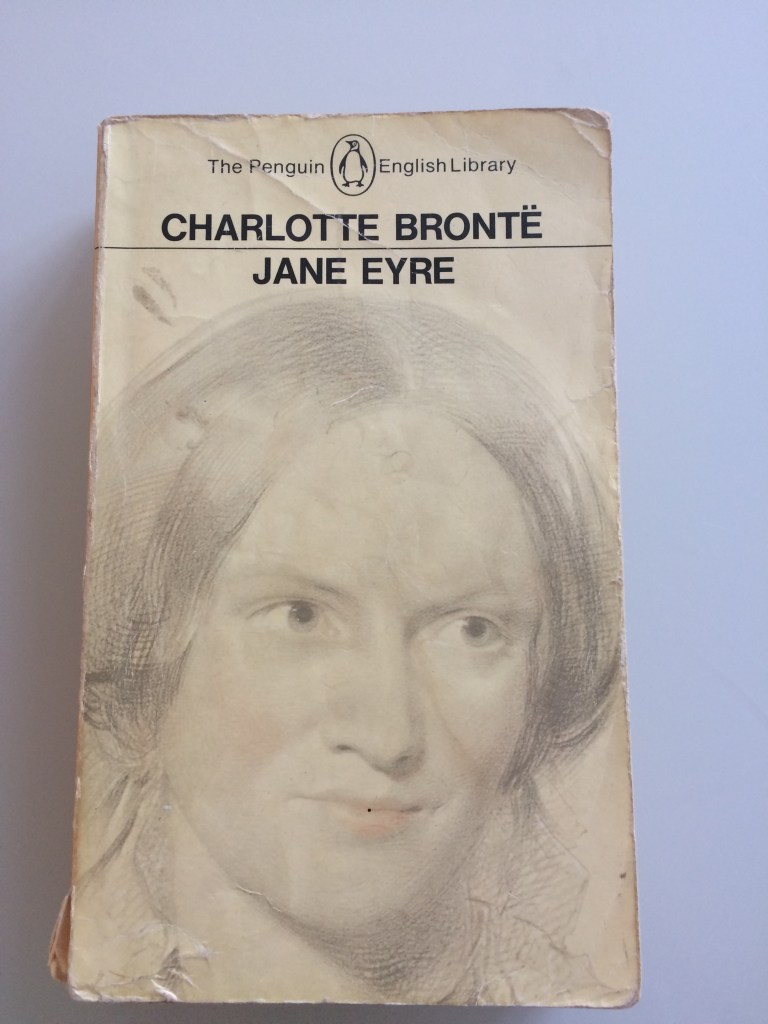 The Penguin English Library
CHARLOTTE BRONTË
JANE EYRE